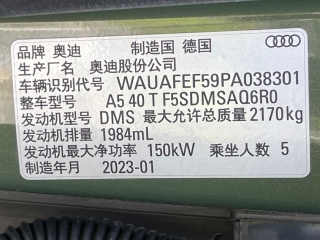 品牌 奥迪 制造国 德国
生产厂名 奥迪股份公司
车辆识别代号 WAUAFEF59PA038301
整车型号 A5 40 T F5SDMSAQ6R0
发动机型号 DMS 最大允许总质量 2170kg
发动机排量 1984mL
发动机最大净功率 150kW 乘坐人数 5
制造年月 2023-01